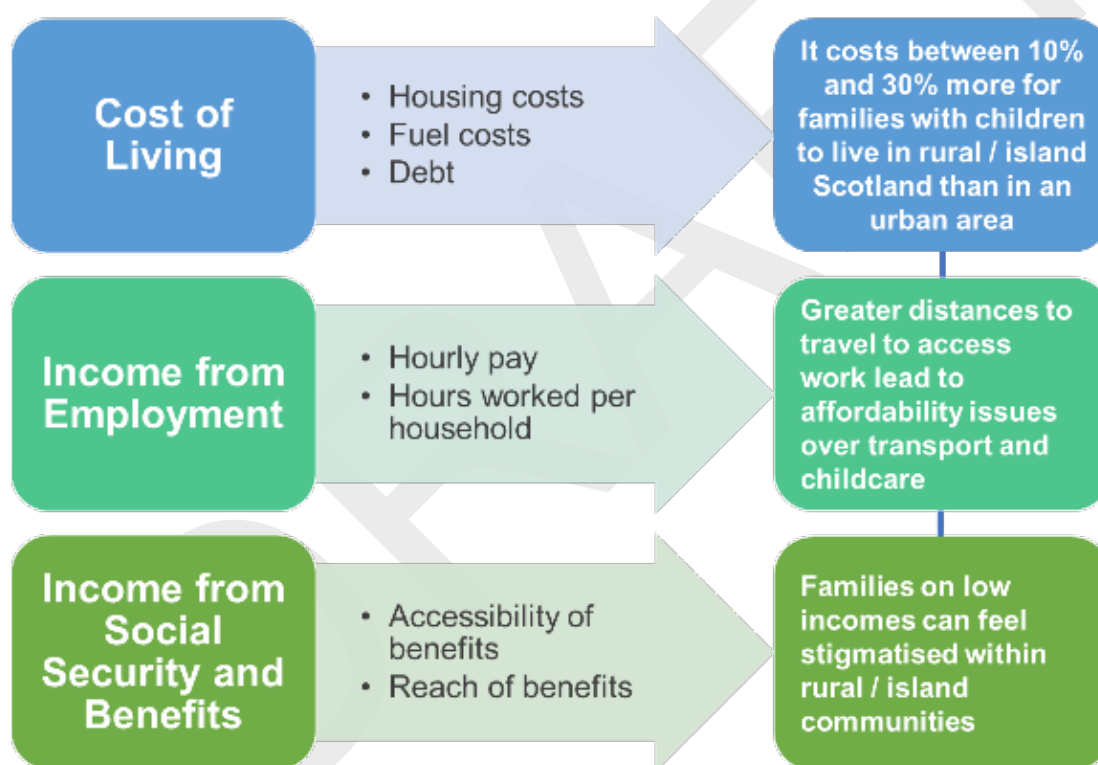 Cost of
Living
• Housing costs
• Fuel costs
• Debt
It costs between 10%
and 30% more for
families with children
to live in rural / island
Scotland than in an
urban area
Income from
Employment
• Hourly pay
• Hours worked per
household
Greater distances to
travel to access
work lead to
affordability issues
over transport and
childcare
Income from
Social
Security and
Benefits
• Accessibility of
benefits
• Reach of benefits
Families on low
incomes can feel
stigmatised within
rural / island
communities
DRAFT